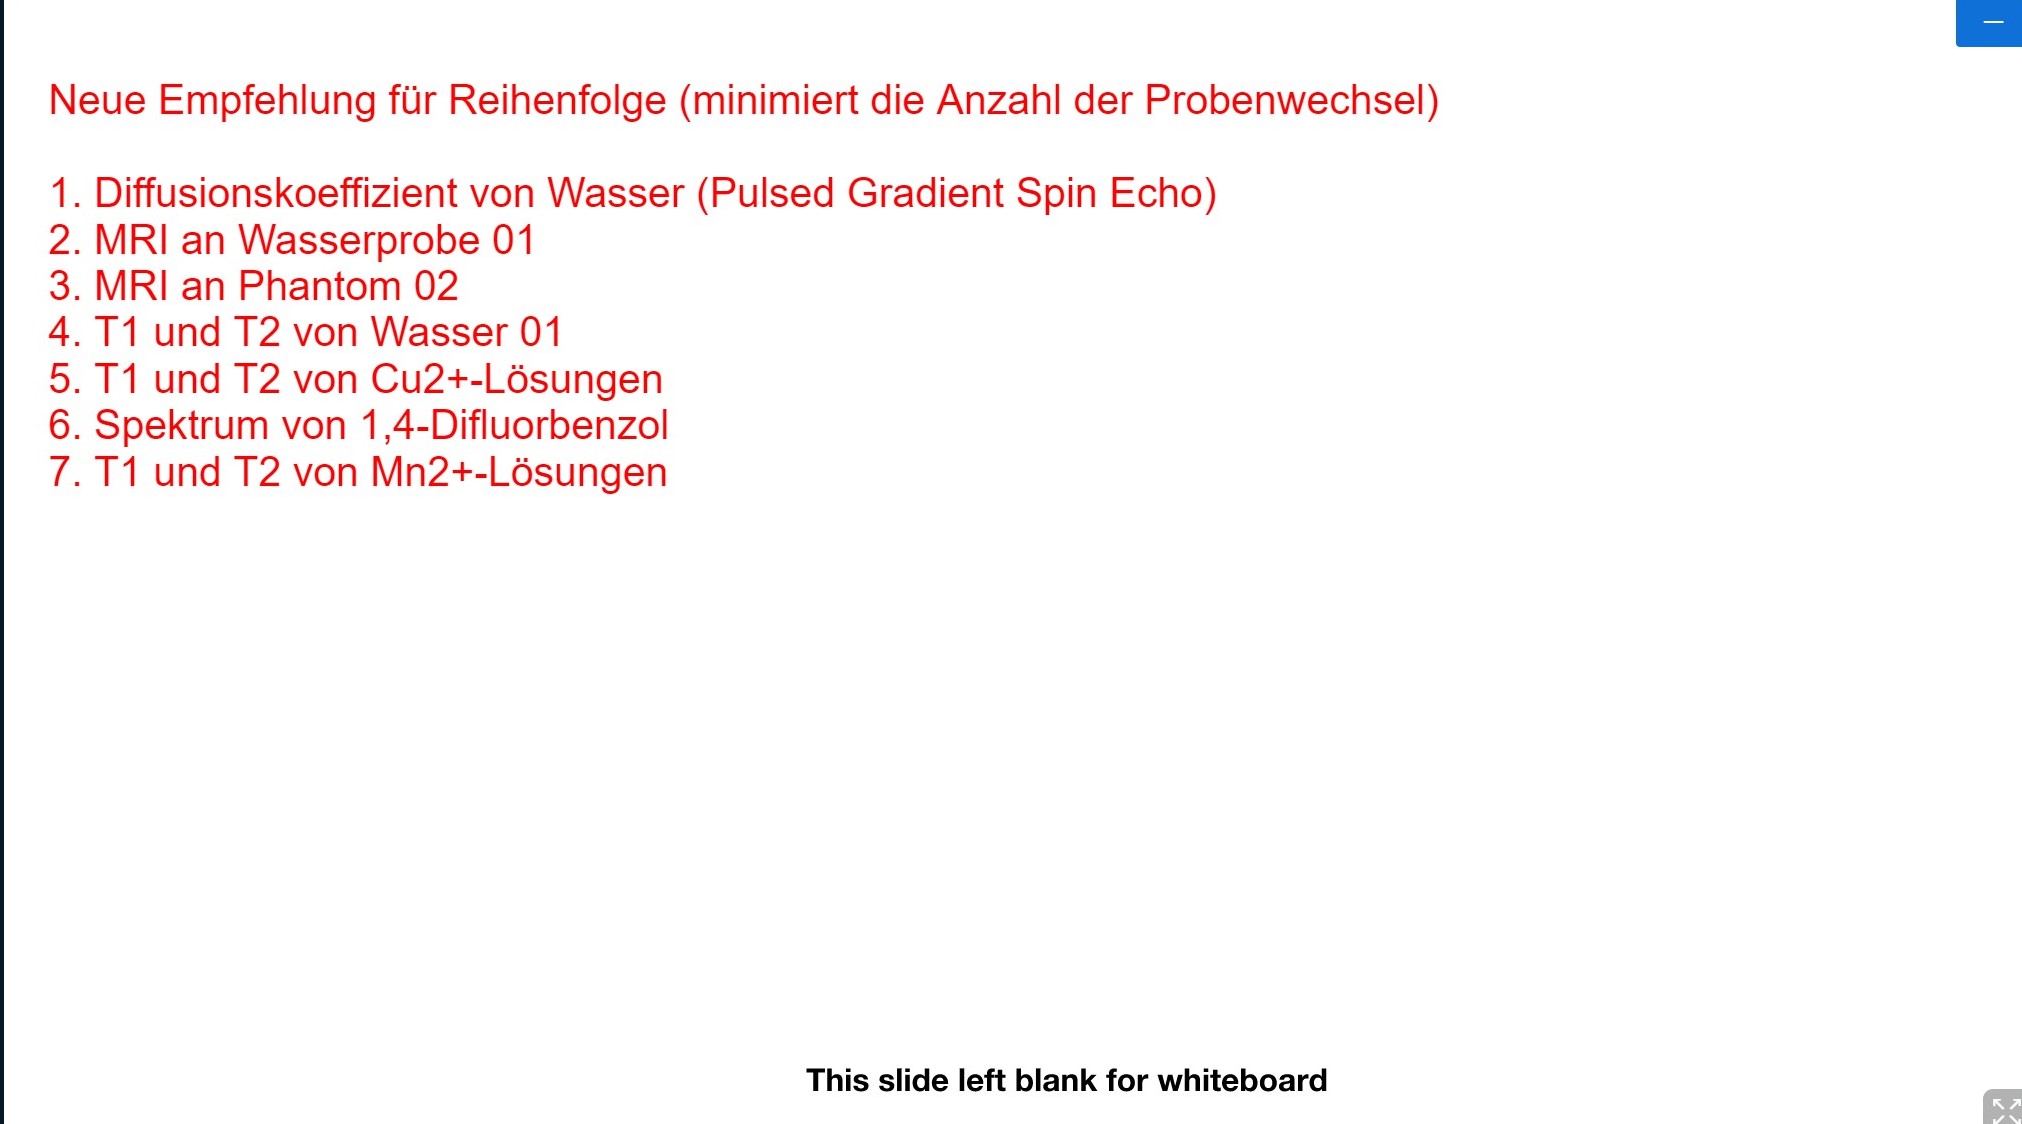 Neue Empfehlung für Reihenfolge (minimiert die Anzahl der Probenwechsel)
1. Diffusionskoeffizient von Wasser (Pulsed Gradient Spin Echo)
2. MRI an Wasserprobe 01
3. MRI an Phantom 02
4. T1 und T2 von Wasser 01
5. T1 und T2 von Cu2+-Lösungen
6. Spektrum von 1,4-Difluorbenzol
7. T1 und T2 von Mn2+-Lösungen
This slide left blank for whiteboard